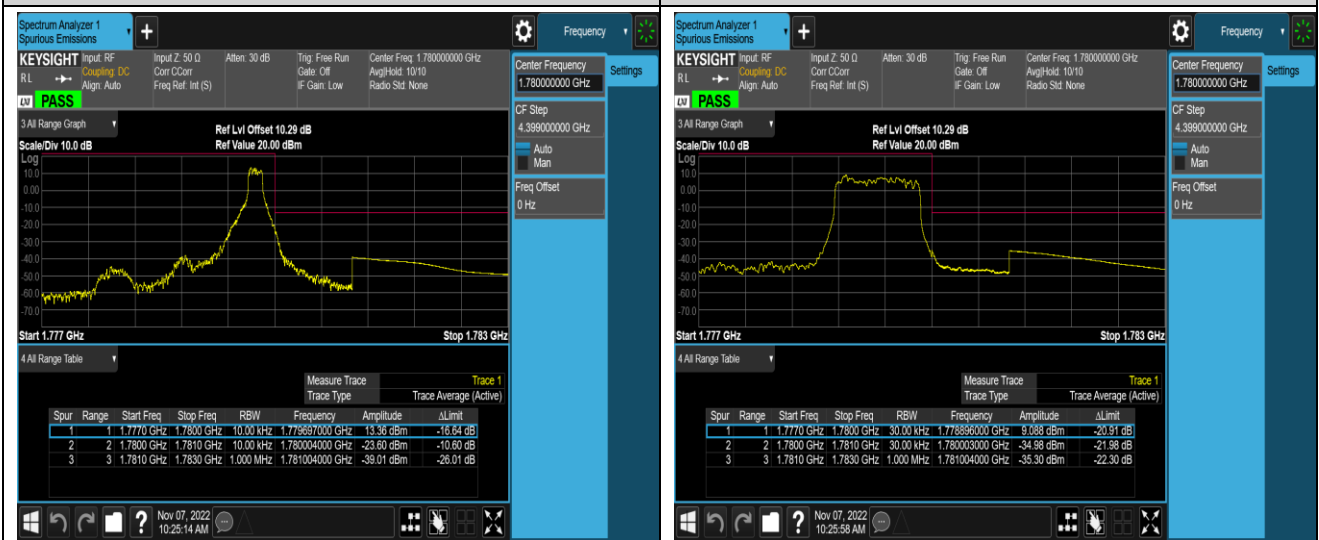 Spectrum Analyzer 1
Spurious Emissions
+
Frequency
KEYSIGHT Input: RF Input Z: 50 Ω Atten: 30 dB Trig: Free Run Center Freq: 1.780000000 GHz
RL Coupling: DC Corr CCorr Gate: Off Avg|Hold: 10/10
Align: Auto Freq Ref: Int (S) IF Gain: Low Radio Std: None
LXI PASS
Center Frequency
1.780000000 GHz
Settings
CF Step
4.399000000 GHz
Auto
Man
Freq Offset
0 Hz
3 All Range Graph
Ref Lvl Offset 10.29 dB
Scale/Div 10.0 dB Ref Value 20.00 dBm
Log
10.0
0.00
-10.0
-20.0
-30.0
-40.0
-50.0
-60.0
-70.0
Start 1.777 GHz Stop 1.783 GHz
4 All Range Table
Measure Trace Trace 1
Trace Type Trace Average (Active)
Spur Range Start Freq Stop Freq RBW Frequency Amplitude ΔLimit
1 1 1.7770 GHz 1.7800 GHz 10.00 kHz 1.779697000 GHz 13.36 dBm -16.64 dB
2 2 1.7800 GHz 1.7810 GHz 10.00 kHz 1.780004000 GHz -23.60 dBm -10.60 dB
3 3 1.7810 GHz 1.7830 GHz 1.000 MHz 1.781004000 GHz -39.01 dBm -26.01 dB
?
Nov 07, 2022
10:25:14 AM
Spectrum Analyzer 1
Spurious Emissions
+
Frequency
KEYSIGHT Input: RF Input Z: 50 Ω Atten: 30 dB Trig: Free Run Center Freq: 1.780000000 GHz
RL Coupling: DC Corr CCorr Gate: Off Avg|Hold: 10/10
Align: Auto Freq Ref: Int (S) IF Gain: Low Radio Std: None
LXI PASS
Center Frequency
1.780000000 GHz
Settings
CF Step
4.399000000 GHz
Auto
Man
Freq Offset
0 Hz
3 All Range Graph
Ref Lvl Offset 10.29 dB
Scale/Div 10.0 dB Ref Value 20.00 dBm
Log
10.0
0.00
-10.0
-20.0
-30.0
-40.0
-50.0
-60.0
-70.0
Start 1.777 GHz Stop 1.783 GHz
4 All Range Table
Measure Trace Trace 1
Trace Type Trace Average (Active)
Spur Range Start Freq Stop Freq RBW Frequency Amplitude ΔLimit
1 1 1.7770 GHz 1.7800 GHz 30.00 kHz 1.778896000 GHz 9.088 dBm -20.91 dB
2 2 1.7800 GHz 1.7810 GHz 30.00 kHz 1.780003000 GHz -34.98 dBm -21.98 dB
3 3 1.7810 GHz 1.7830 GHz 1.000 MHz 1.781004000 GHz -35.30 dBm -22.30 dB
?
Nov 07, 2022
10:25:58 AM